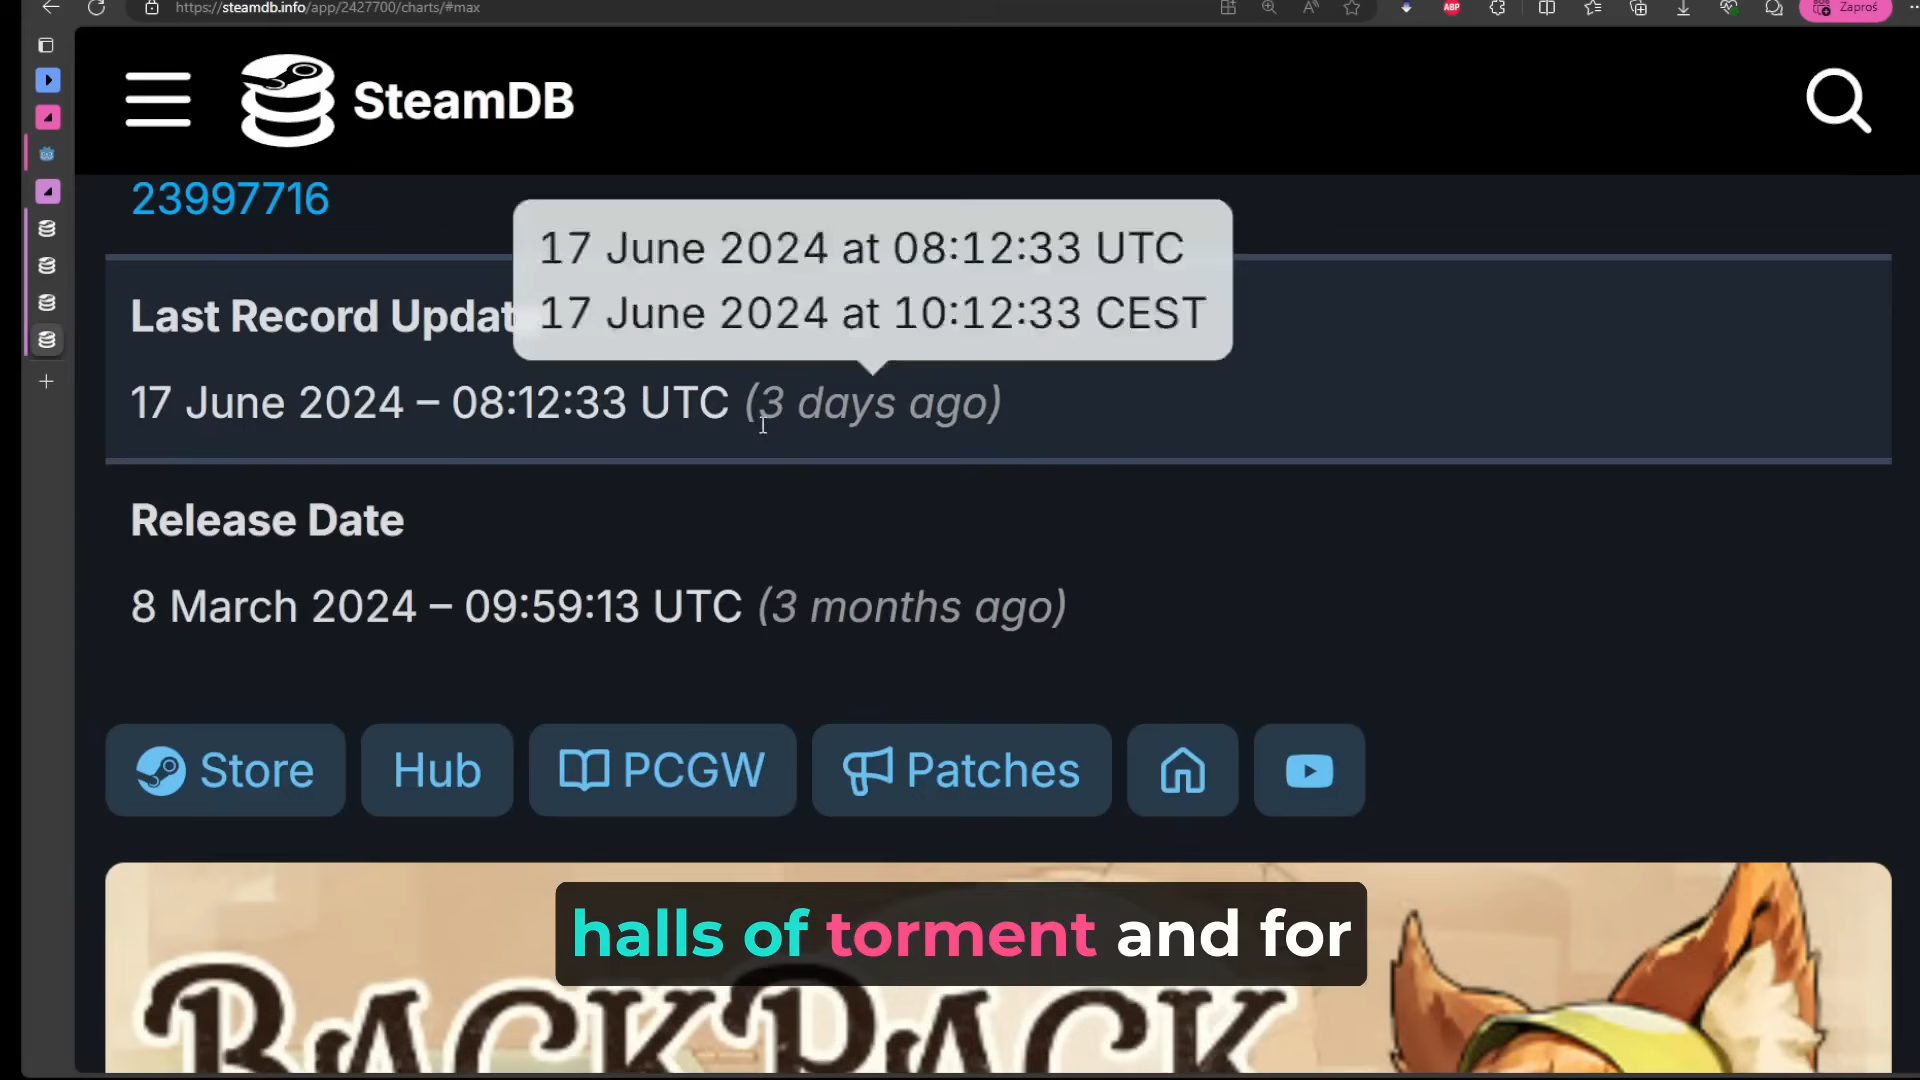 https://steamdb.info/app/2427700/charts/#max
ABP
Zaproś
SteamDB
23997716
17 June 2024 at 08:12:33 UTC
17 June 2024 at 10:12:33 CEST
Last Record Updat
17 June 2024 – 08:12:33 UTC (3 days ago)
Release Date
8 March 2024 – 09:59:13 UTC (3 months ago)
Store
Hub
PCGW
Patches
halls of torment and for
BACKPACK